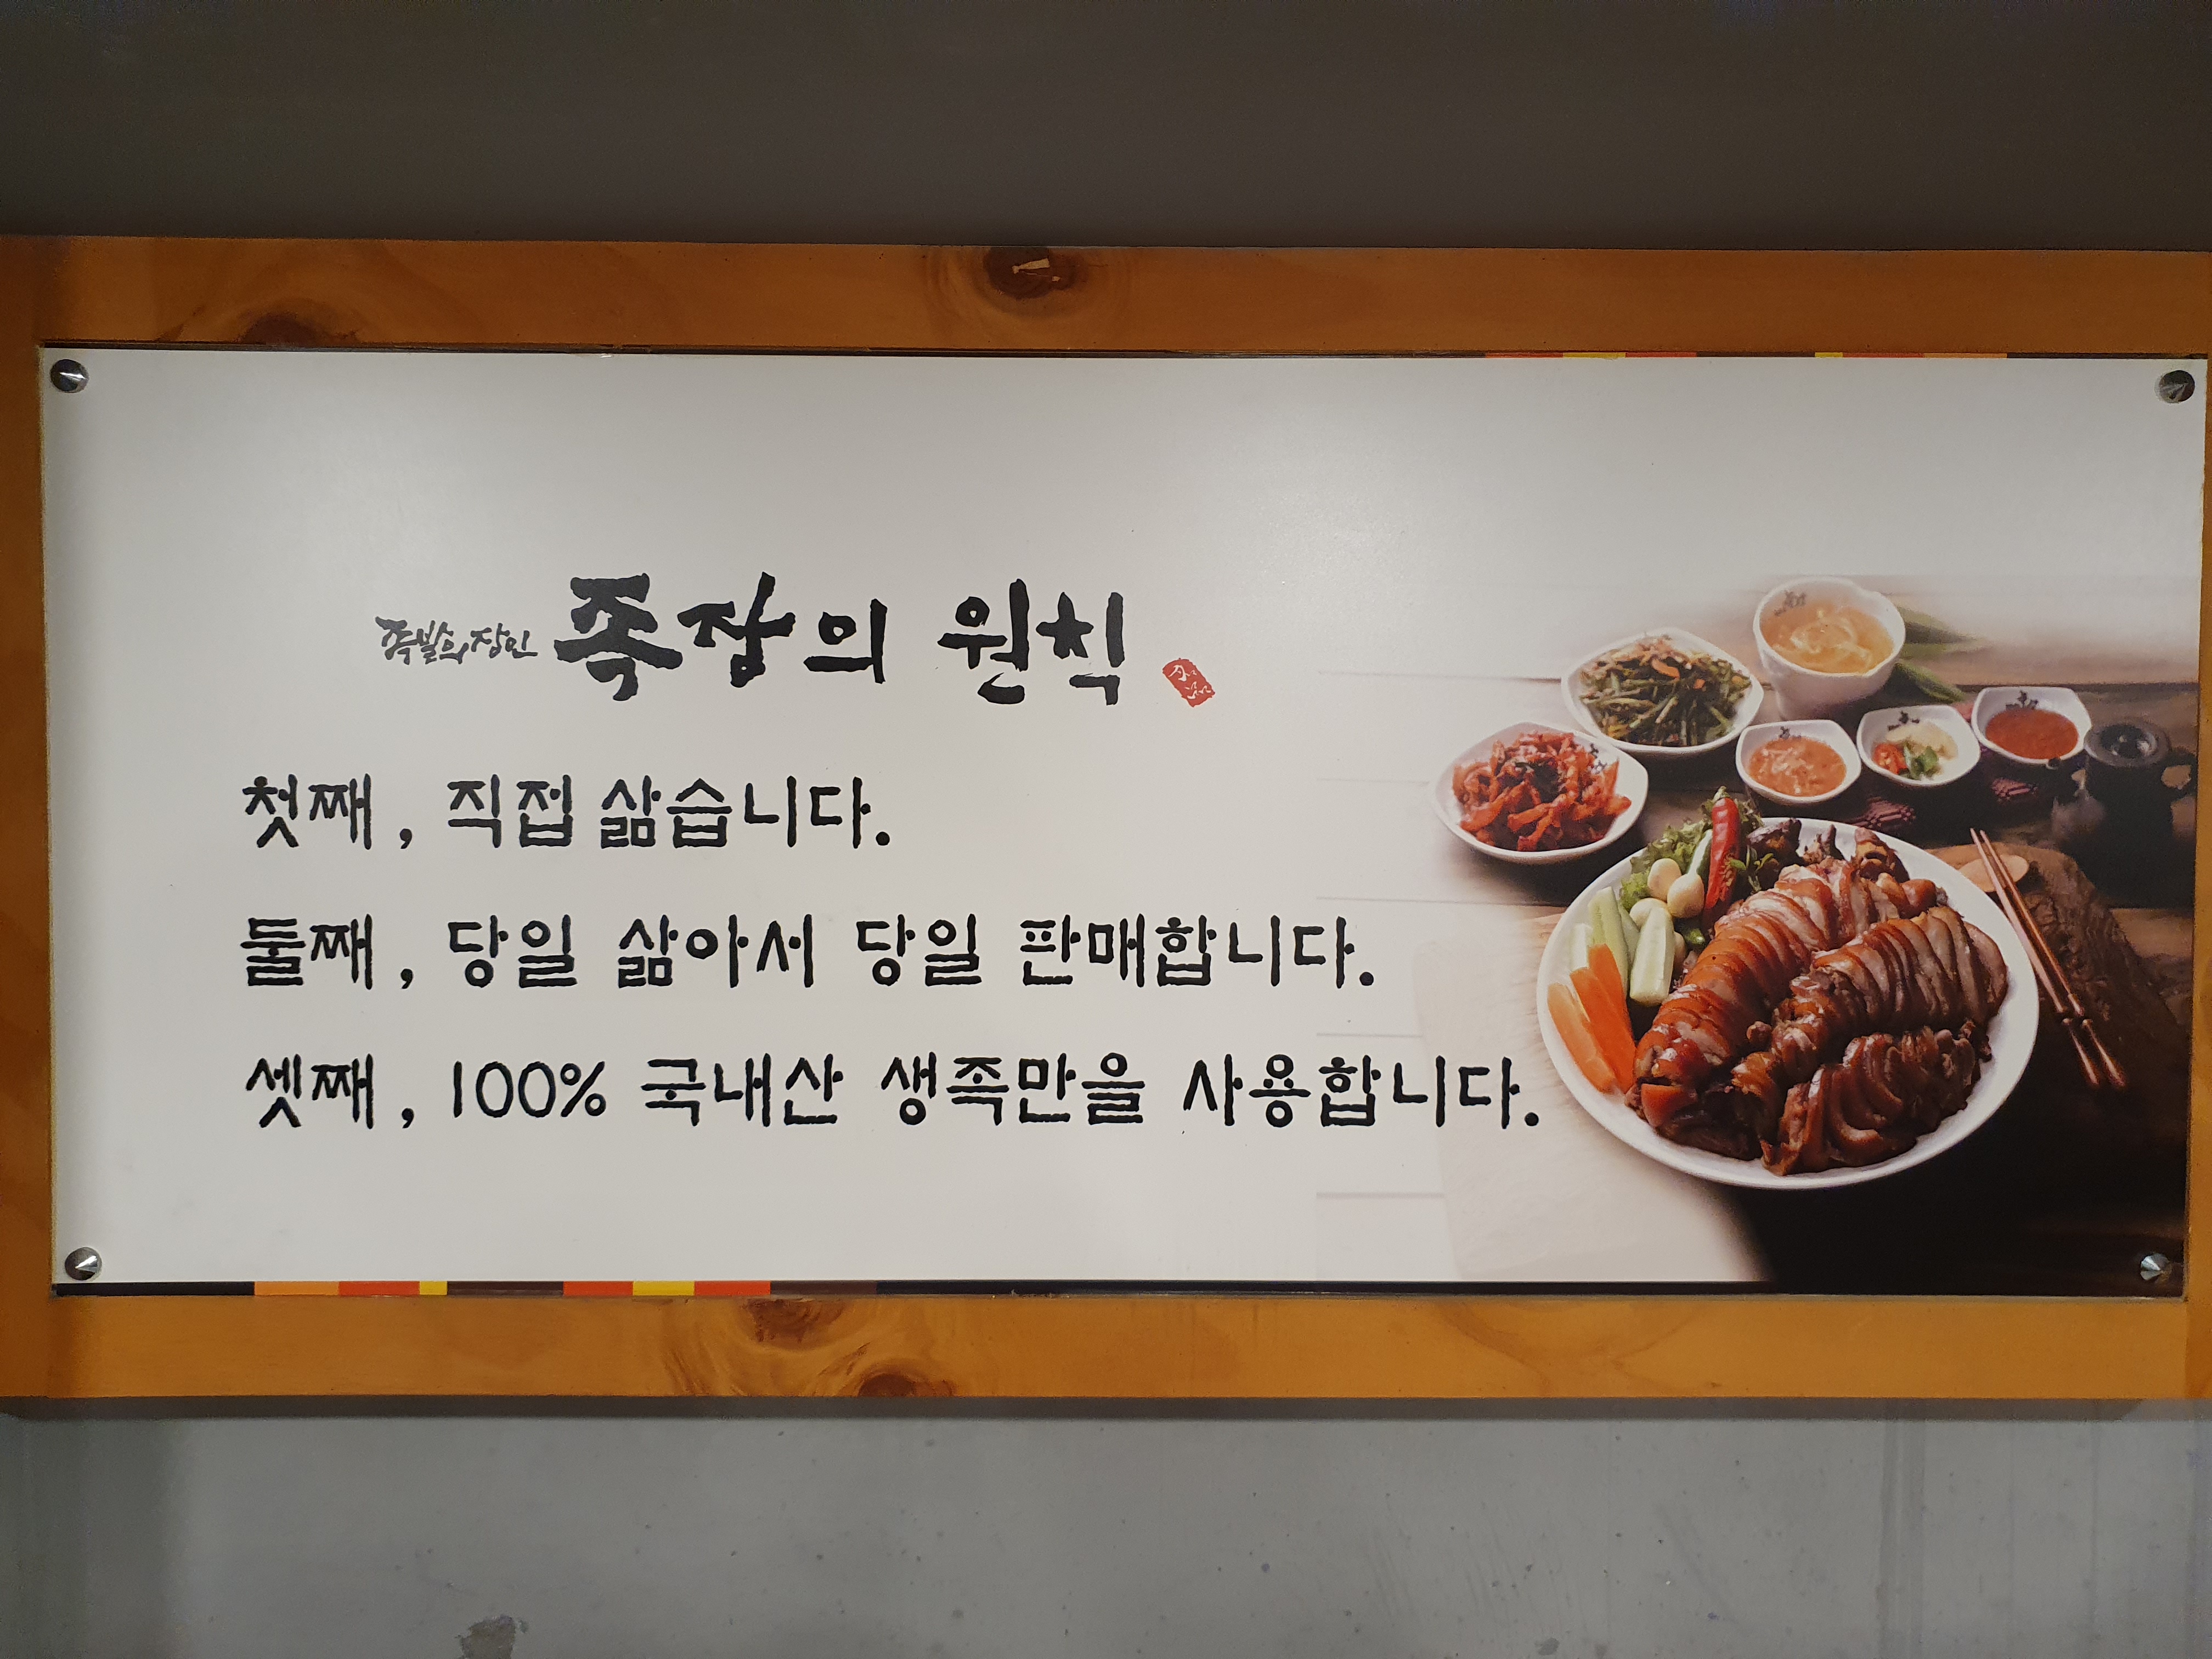 족발의장인 족장의 원칙
첫째, 직접 삶습니다.
둘째, 당일 삶아서 당일 판매합니다.
셋째, 100% 국내산 생족만을 사용합니다.